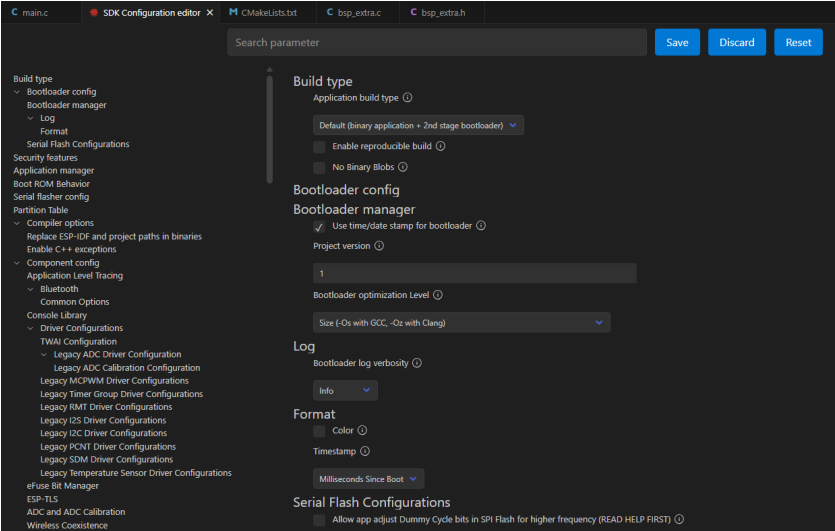 main.c
SDK Configuration editor
CMakeLists.txt
bsp_extra.c
bsp_extra.h
Search parameter
Save
Discard
Reset
Build type
Bootloader config
Bootloader manager
Log
Format
Serial Flash Configurations
Security features
Application manager
Boot ROM Behavior
Serial flasher config
Partition Table
Compiler options
Replace ESP-IDF and project paths in binaries
Enable C++ exceptions
Component config
Application Level Tracing
Bluetooth
Common Options
Console Library
Driver Configurations
TWAI Configuration
Legacy ADC Driver Configuration
Legacy ADC Calibration Configuration
Legacy MCPWM Driver Configurations
Legacy Timer Group Driver Configurations
Legacy RMT Driver Configurations
Legacy I2S Driver Configurations
Legacy I2C Driver Configurations
Legacy PCNT Driver Configurations
Legacy SDM Driver Configurations
Legacy Temperature Sensor Driver Configurations
eFuse Bit Manager
ESP-TLS
ADC and ADC Calibration
Wireless Coexistence
Build type
Application build type
Default (binary application + 2nd stage bootloader)
Enable reproducible build
No Binary Blobs
Bootloader config
Bootloader manager
Use time/date stamp for bootloader
Project version
1
Bootloader optimization Level
Size (-Os with GCC, -Oz with Clang)
Log
Bootloader log verbosity
Info
Format
Color
Timestamp
Milliseconds Since Boot
Serial Flash Configurations
Allow app adjust Dummy Cycle bits in SPI Flash for higher frequency (READ HELP FIRST)